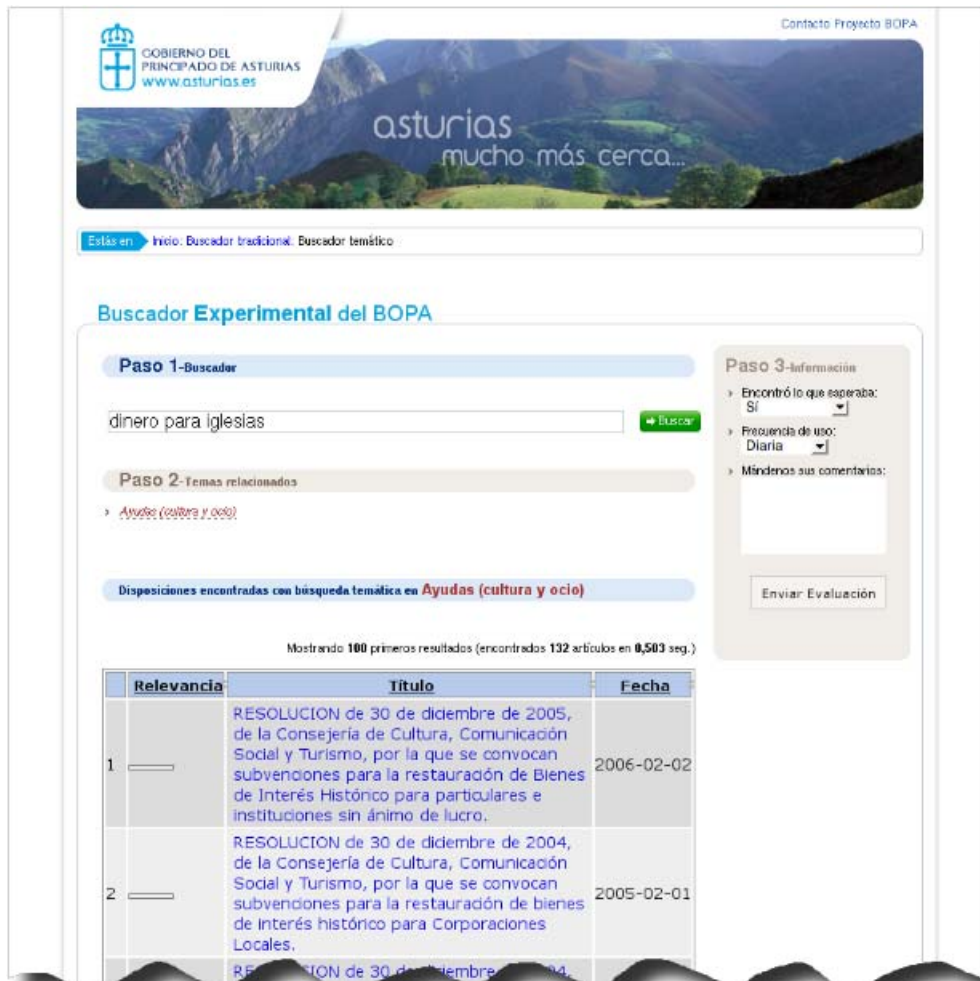 Contacto Proyecto BOPA
GOBIERNO DEL
PRINCIPADO DE ASTURIAS
www.asturias.es
asturias
mucho más cerca...
Estás en Inicio: Buscador tradicional: Buscador temático
Buscador Experimental del BOPA
Paso 1-Buscador
dinero para iglesias
Buscar
Paso 2-Temas relacionados
Ayudas (cultura y ocio)
Disposiciones encontradas con búsqueda temática en Ayudas (cultura y ocio)
Mostrando 100 primeros resultados (encontrados 132 artículos en 0,503 seg.)
Relevancia Título Fecha
1
RESOLUCION de 30 de diciembre de 2005,
de la Consejería de Cultura, Comunicación
Social y Turismo, por la que se convocan
subvenciones para la restauración de Bienes
de Interés Histórico para particulares e
instituciones sin ánimo de lucro.
2006-02-02
2
RESOLUCION de 30 de diciembre de 2004,
de la Consejería de Cultura, Comunicación
Social y Turismo, por la que se convocan
subvenciones para la restauración de bienes
de interés histórico para Corporaciones
Locales.
2005-02-01
de 30
Paso 3-Información
Encontró lo que esperaba:
Sí
Frecuencia de uso:
Diaria
Mándenos sus comentarios:
Enviar Evaluación